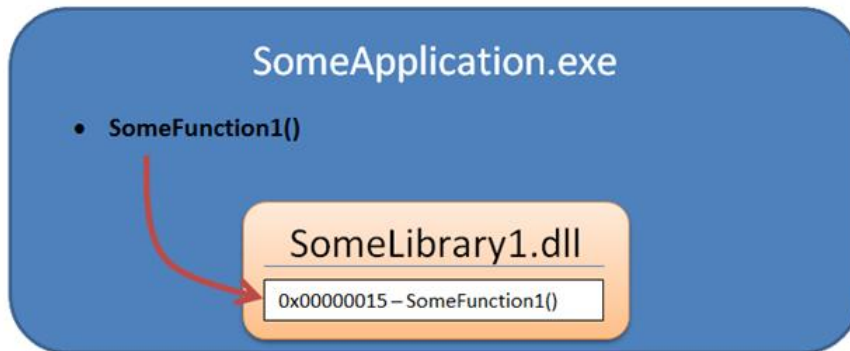 SomeApplication.exe
• SomeFunction1()
SomeLibrary1.dll
0x00000015 – SomeFunction1()